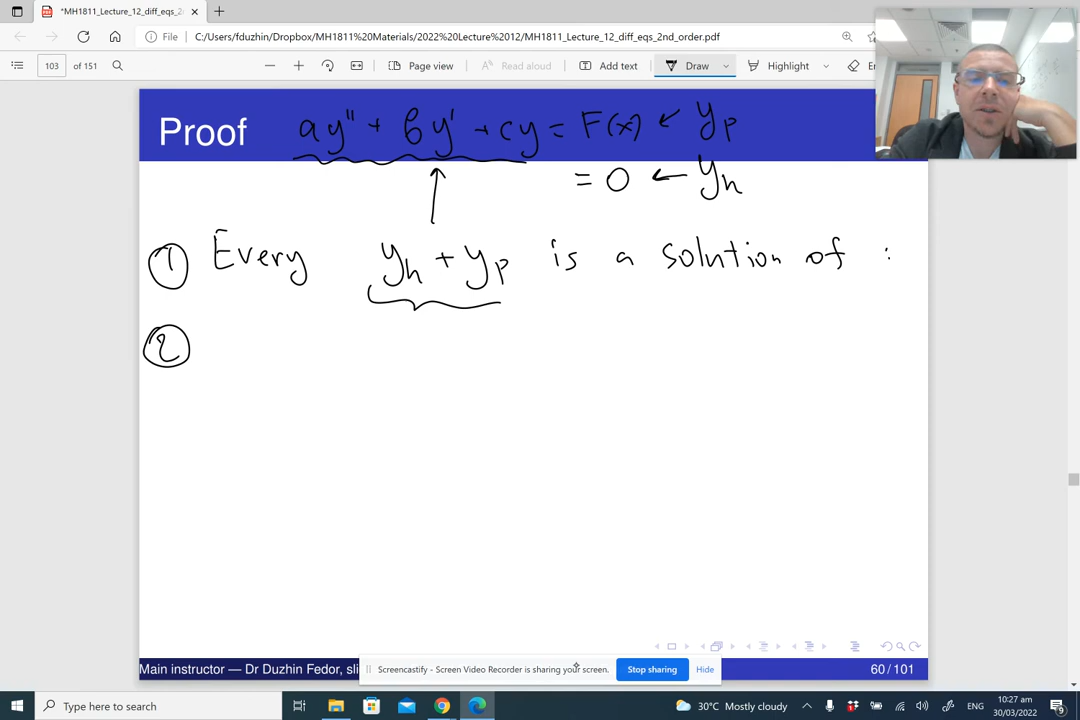 *MH1811_Lecture_12_diff_eqs_2
File C:/Users/fduzhin/Dropbox/MH1811%20Materials/2022%20Lecture%2012/MH1811_Lecture_12_diff_eqs_2nd_order.pdf
103 of 151 Page view Read aloud Add text Draw Highlight
Proof ay'' + by' + cy = F(x) ← yp
= 0 ← yh
① Every yh + yp is a solution of :
②
Main instructor — Dr Duzhin Fedor, sli
60 / 101
Screencastify - Screen Video Recorder is sharing your screen. Stop sharing Hide
Type here to search
30°C Mostly cloudy
ENG
10:27 am
30/03/2022